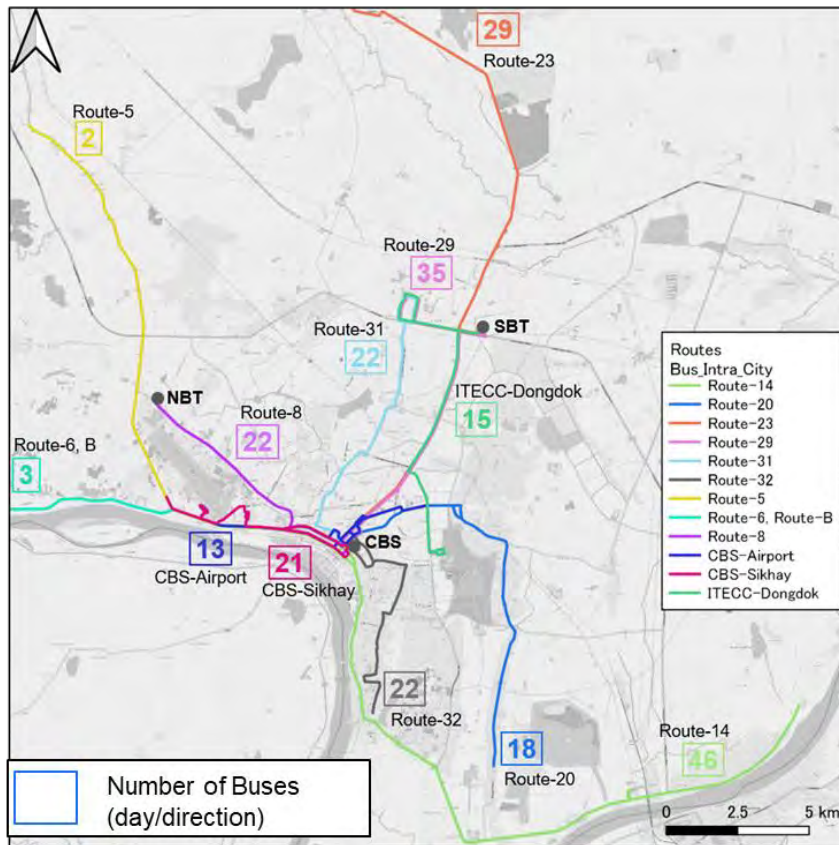 29
Route-23
Route-5
2
Route-29
35
Route-31
22
SBT
ITECC-Dongdok
15
NBT
Route-8
22
Route-6, B
3
CBS
13
CBS-Airport
21
CBS-Sikhay
22
Route-32
18
Route-20
Route-14
46
Routes
Bus_Intra_City
Route-14
Route-20
Route-23
Route-29
Route-31
Route-32
Route-5
Route-6, Route-B
Route-8
CBS-Airport
CBS-Sikhay
ITECC-Dongdok
Number of Buses
(day/direction)
0 2.5 5 km